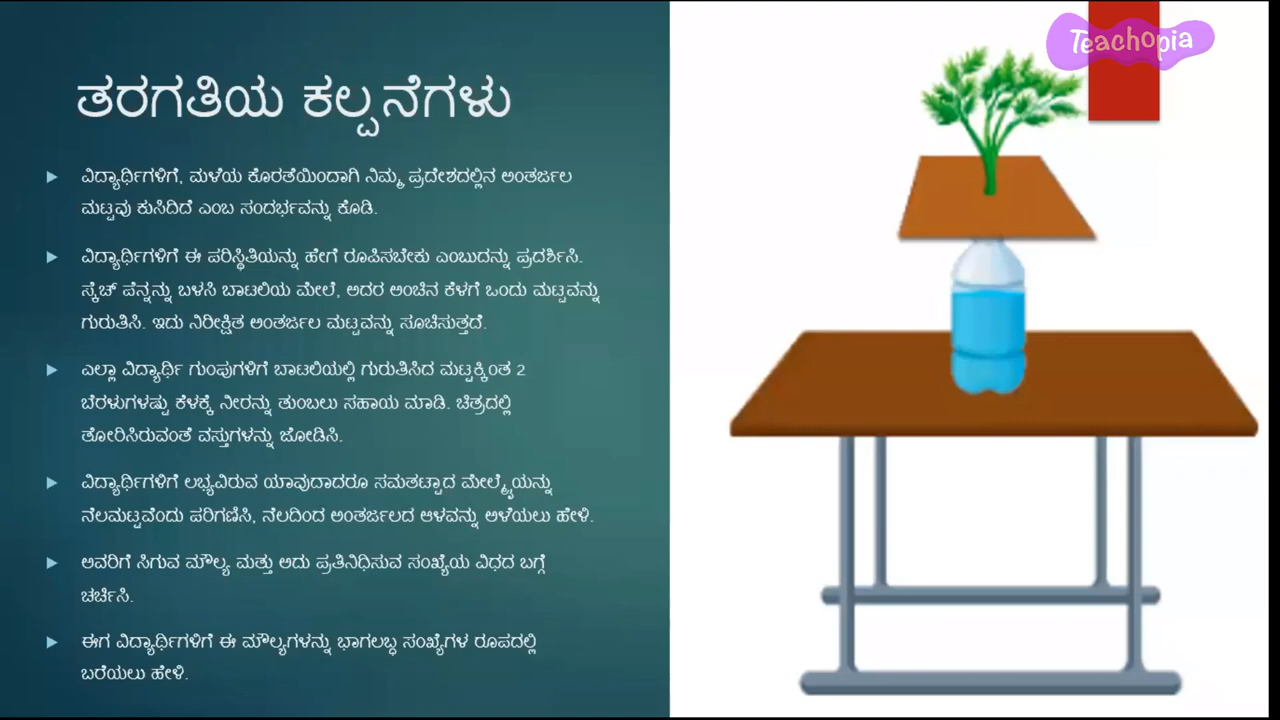 ತರಗತಿಯ ಕಲ್ಪನೆಗಳು
ವಿದ್ಯಾರ್ಥಿಗಳಿಗೆ, ಮಳೆಯ ಕೊರತೆಯಿಂದಾಗಿ ನಿಮ್ಮ ಪ್ರದೇಶದಲ್ಲಿನ ಅಂತರ್ಜಲ
ಮಟ್ಟವು ಕುಸಿದಿದೆ ಎಂಬ ಸಂದರ್ಭವನ್ನು ಕೊಡಿ.
ವಿದ್ಯಾರ್ಥಿಗಳಿಗೆ ಈ ಪರಿಸ್ಥಿತಿಯನ್ನು ಹೇಗೆ ರೂಪಿಸಬೇಕು ಎಂಬುದನ್ನು ಪ್ರದರ್ಶಿಸಿ.
ಸ್ಕೆಚ್ ಪೆನ್ನನ್ನು ಬಳಸಿ ಬಾಟಲಿಯ ಮೇಲೆ, ಅದರ ಅಂಚಿನ ಕೆಳಗೆ ಒಂದು ಮಟ್ಟವನ್ನು
ಗುರುತಿಸಿ. ಇದು ನಿರೀಕ್ಷಿತ ಅಂತರ್ಜಲ ಮಟ್ಟವನ್ನು ಸೂಚಿಸುತ್ತದೆ.
ಎಲ್ಲಾ ವಿದ್ಯಾರ್ಥಿ ಗುಂಪುಗಳಿಗೆ ಬಾಟಲಿಯಲ್ಲಿ ಗುರುತಿಸಿದ ಮಟ್ಟಕ್ಕಿಂತ 2
ಬೆರಳುಗಳಷ್ಟು ಕೆಳಕ್ಕೆ ನೀರನ್ನು ತುಂಬಲು ಸಹಾಯ ಮಾಡಿ. ಚಿತ್ರದಲ್ಲಿ
ತೋರಿಸಿರುವಂತೆ ವಸ್ತುಗಳನ್ನು ಜೋಡಿಸಿ.
ವಿದ್ಯಾರ್ಥಿಗಳಿಗೆ ಲಭ್ಯವಿರುವ ಯಾವುದಾದರೂ ಸಮತಟ್ಟಾದ ಮೇಲ್ಮೈಯನ್ನು
ನೆಲಮಟ್ಟವೆಂದು ಪರಿಗಣಿಸಿ, ನೆಲದಿಂದ ಅಂತರ್ಜಲದ ಆಳವನ್ನು ಅಳೆಯಲು ಹೇಳಿ.
ಅವರಿಗೆ ಸಿಗುವ ಮೌಲ್ಯ ಮತ್ತು ಅದು ಪ್ರತಿನಿಧಿಸುವ ಸಂಖ್ಯೆಯ ವಿಧದ ಬಗ್ಗೆ
ಚರ್ಚಿಸಿ.
ಈಗ ವಿದ್ಯಾರ್ಥಿಗಳಿಗೆ ಈ ಮೌಲ್ಯಗಳನ್ನು ಭಾಗಲಬ್ಧ ಸಂಖ್ಯೆಗಳ ರೂಪದಲ್ಲಿ
ಬರೆಯಲು ಹೇಳಿ.
Teachopia